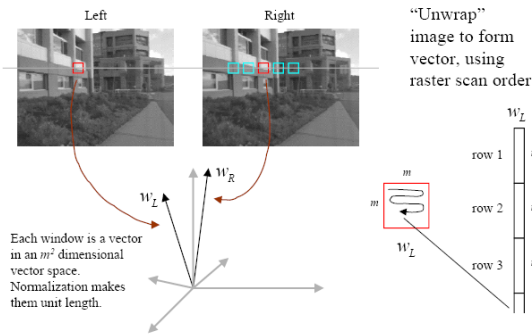 Left
Right
w_L
w_R
Each window is a vector
in an m² dimensional
vector space.
Normalization makes
them unit length.
“Unwrap”
image to form
vector, using
raster scan order
w_L
row 1
row 2
row 3
m
m
w_L